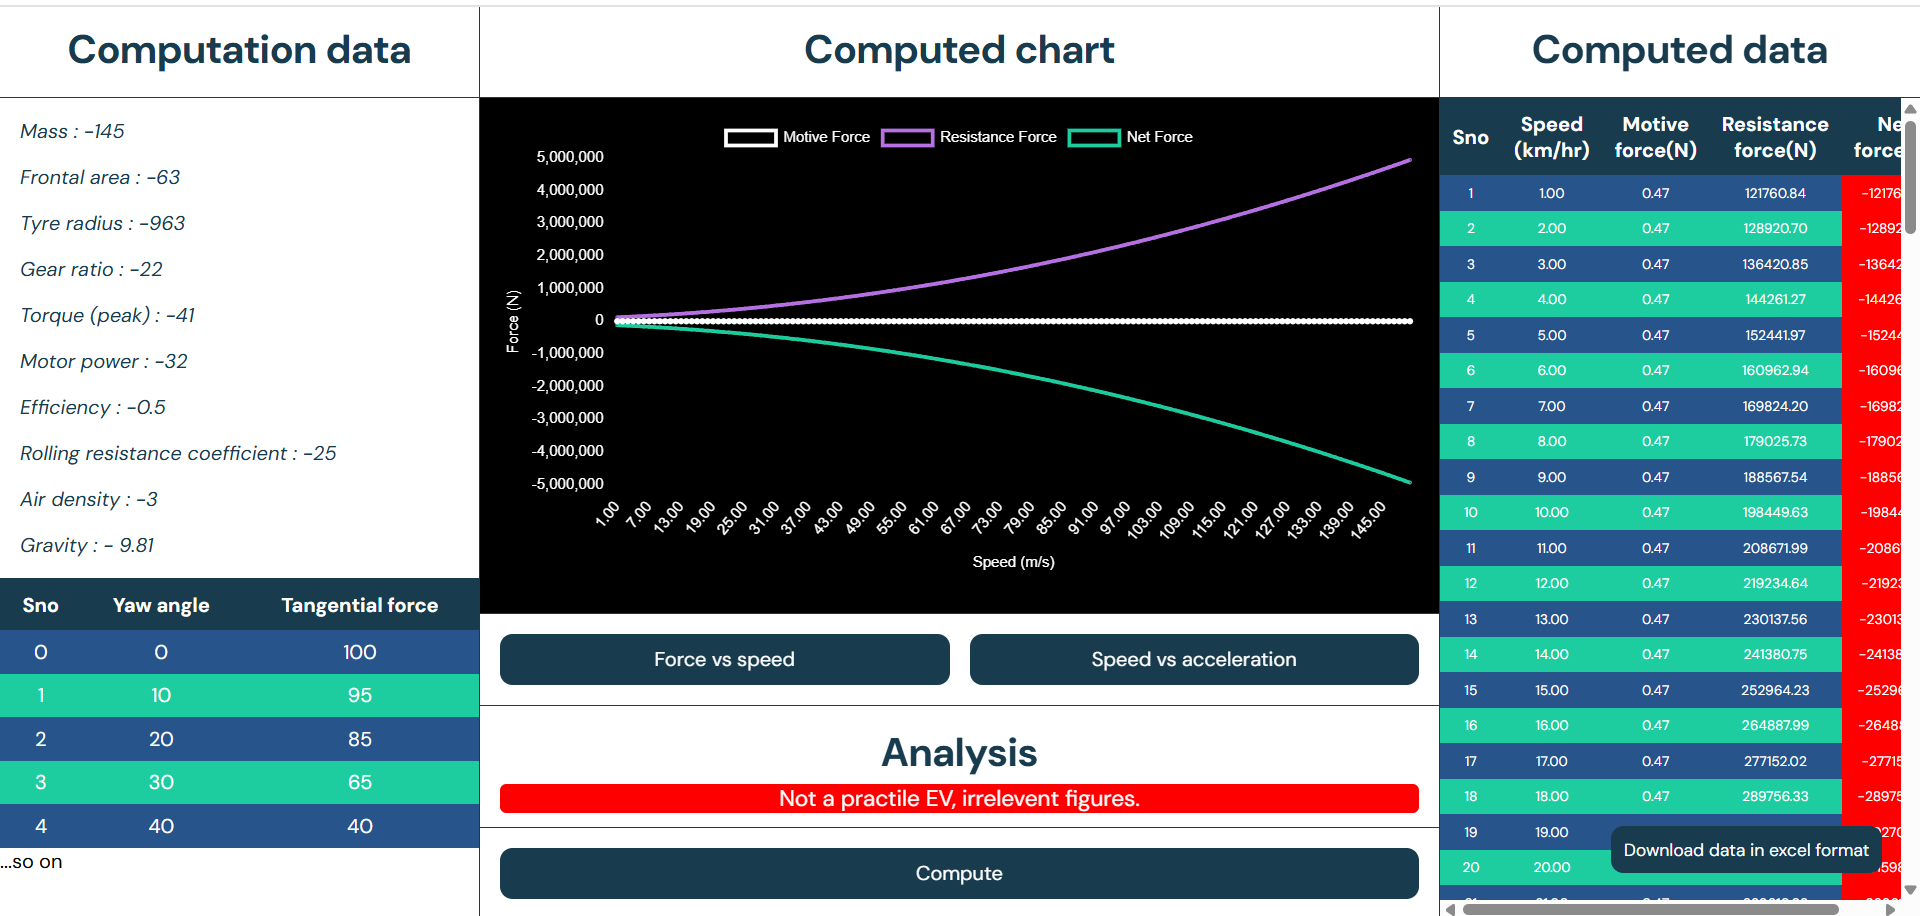 Computation data
Mass : -145
Frontal area : -63
Tyre radius : -963
Gear ratio : -22
Torque (peak) : -41
Motor power : -32
Efficiency : -0.5
Rolling resistance coefficient : -25
Air density : -3
Gravity : - 9.81
Sno Yaw angle Tangential force
0 0 100
1 10 95
2 20 85
3 30 65
4 40 40
...so on
Computed chart
Motive Force Resistance Force Net Force
5,000,000
4,000,000
3,000,000
2,000,000
1,000,000
0
-1,000,000
-2,000,000
-3,000,000
-4,000,000
-5,000,000
Force (N)
1.00 7.00 13.00 19.00 25.00 31.00 37.00 43.00 49.00 55.00 61.00 67.00 73.00 79.00 85.00 91.00 97.00 103.00 109.00 115.00 121.00 127.00 133.00 139.00 145.00
Speed (m/s)
Force vs speed Speed vs acceleration
Analysis
Not a practile EV, irrelevent figures.
Compute
Computed data
Sno Speed (km/hr) Motive force(N) Resistance force(N) Ne force
1 1.00 0.47 121760.84 -12176
2 2.00 0.47 128920.70 -12892
3 3.00 0.47 136420.85 -13642
4 4.00 0.47 144261.27 -14426
5 5.00 0.47 152441.97 -15244
6 6.00 0.47 160962.94 -16096
7 7.00 0.47 169824.20 -16982
8 8.00 0.47 179025.73 -17902
9 9.00 0.47 188567.54 -18856
10 10.00 0.47 198449.63 -19844
11 11.00 0.47 208671.99 -2086
12 12.00 0.47 219234.64 -21923
13 13.00 0.47 230137.56 -23013
14 14.00 0.47 241380.75 -24138
15 15.00 0.47 252964.23 -25296
16 16.00 0.47 264887.99 -26488
17 17.00 0.47 277152.02 -27715
18 18.00 0.47 289756.33 -28975
19 19.00 270
20 20.00 598
Download data in excel format